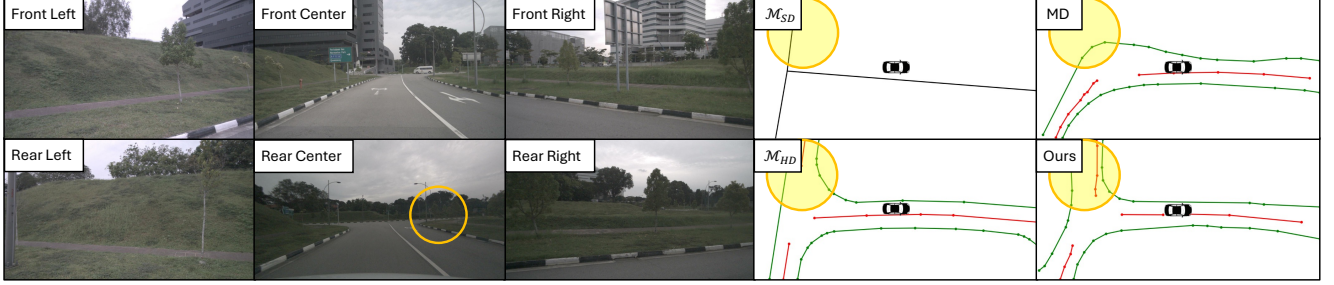 Front Left
Front Center
Front Right
ℳ_SD
MD
Rear Left
Rear Center
Rear Right
ℳ_HD
Ours